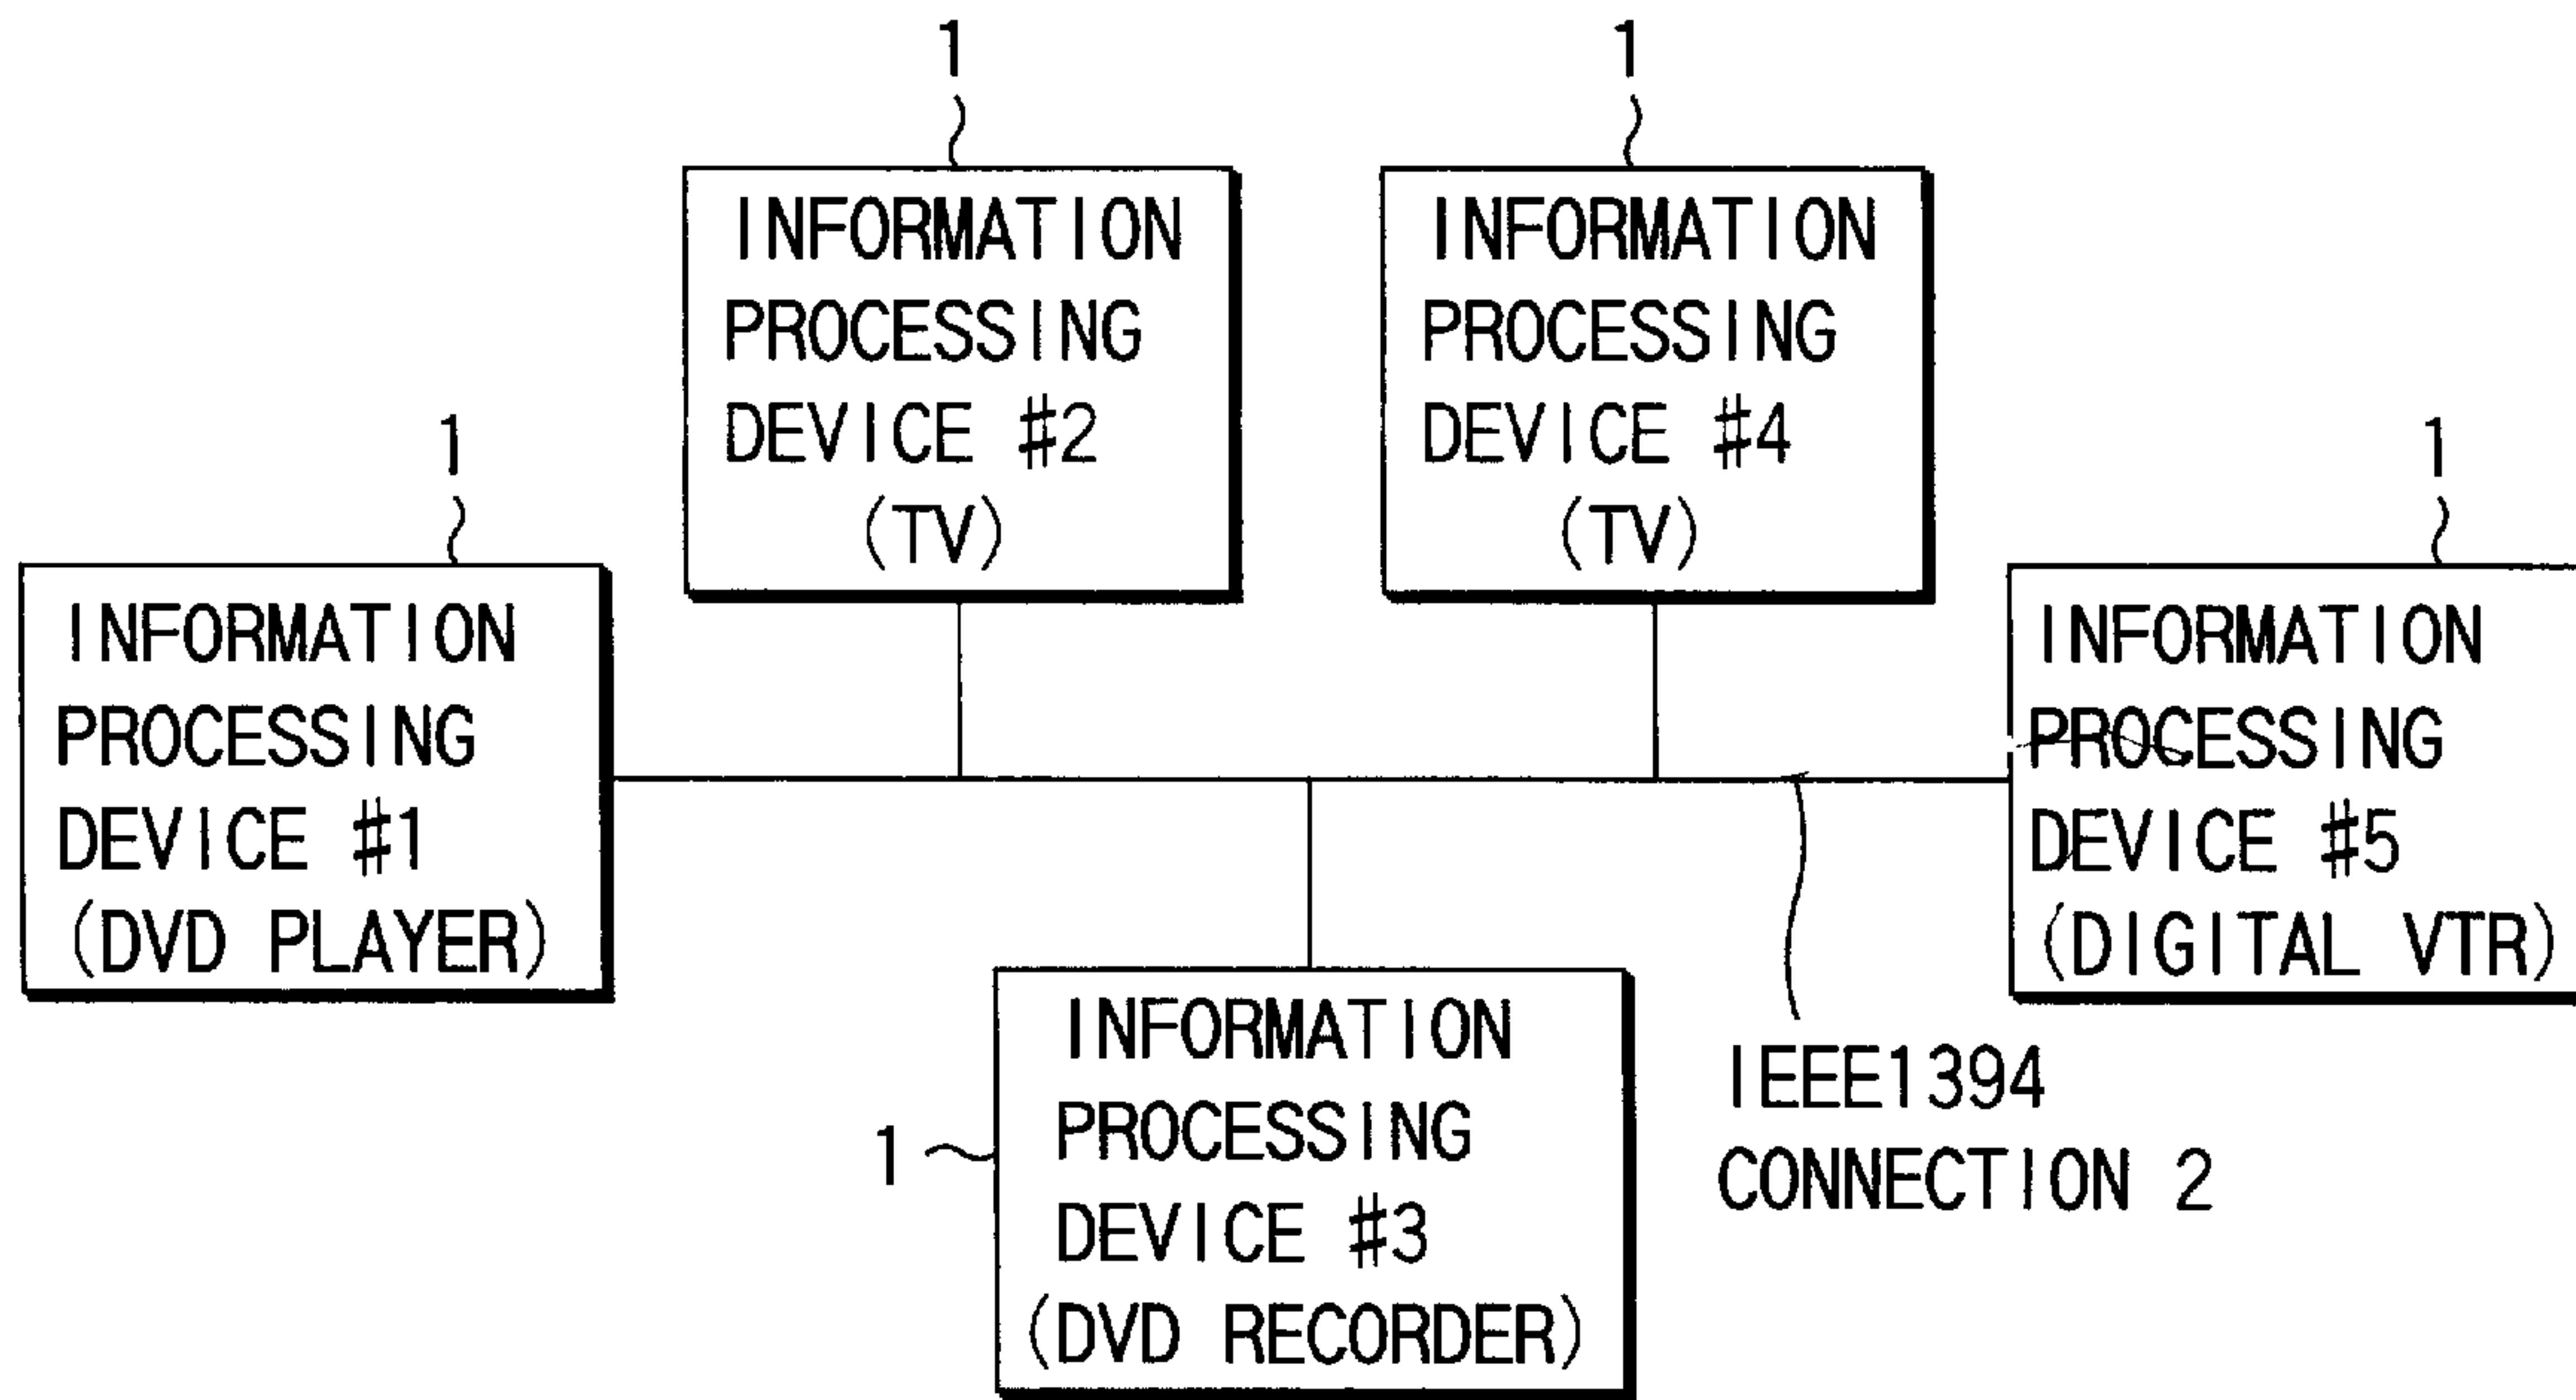 1
INFORMATION
PROCESSING
DEVICE #2
(TV)
1
INFORMATION
PROCESSING
DEVICE #4
(TV)
1
INFORMATION
PROCESSING
DEVICE #1
(DVD PLAYER)
1
INFORMATION
PROCESSING
DEVICE #5
(DIGITAL VTR)
1
INFORMATION
PROCESSING
DEVICE #3
(DVD RECORDER)
IEEE1394
CONNECTION 2